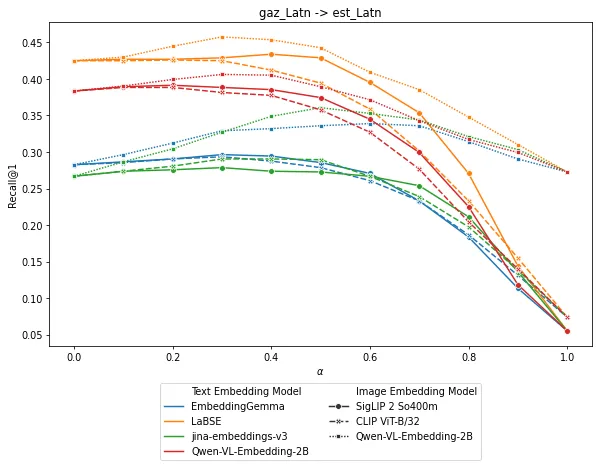 gaz_Latn -> est_Latn
Recall@1
0.45
0.40
0.35
0.30
0.25
0.20
0.15
0.10
0.05
0.0
0.2
0.4
0.6
0.8
1.0
α
Text Embedding Model
EmbeddingGemma
LaBSE
jina-embeddings-v3
Qwen-VL-Embedding-2B
Image Embedding Model
SigLIP 2 So400m
CLIP ViT-B/32
Qwen-VL-Embedding-2B